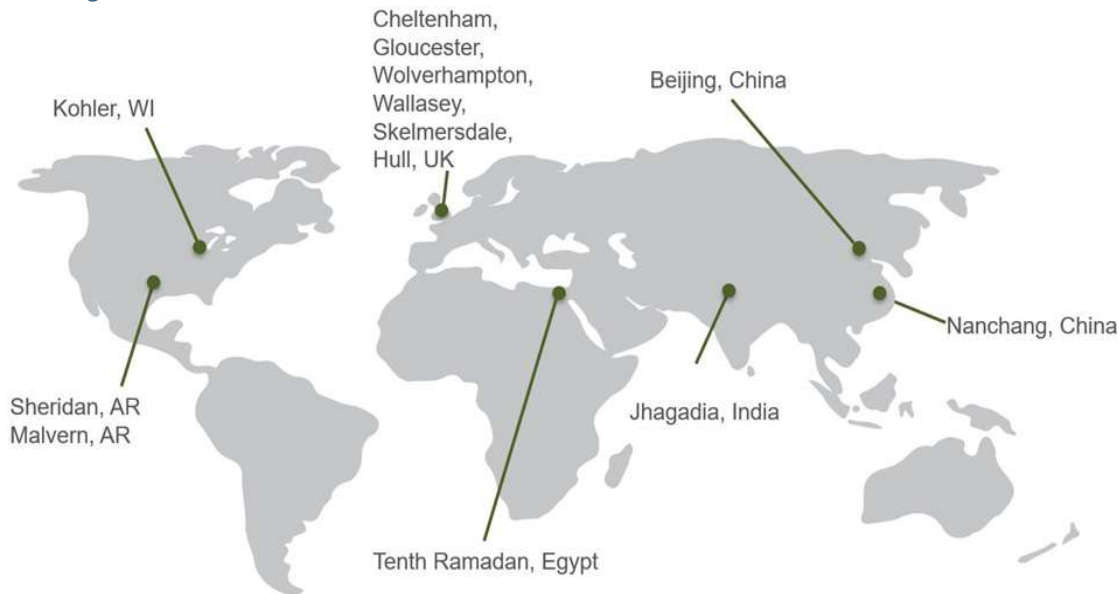 Cheltenham,
Gloucester,
Wolverhampton,
Wallasey,
Skelmersdale,
Hull, UK
Kohler, WI
Beijing, China
Nanchang, China
Sheridan, AR
Malvern, AR
Jhagadia, India
Tenth Ramadan, Egypt